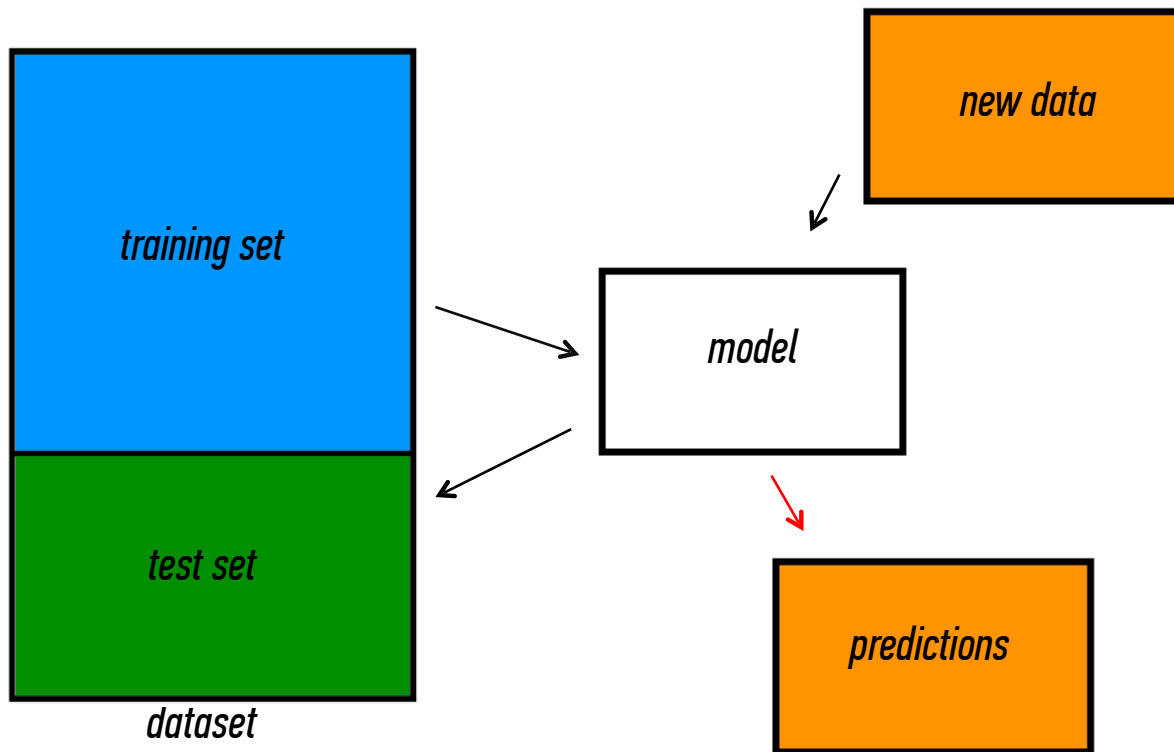 new data
training set
model
test set
predictions
dataset